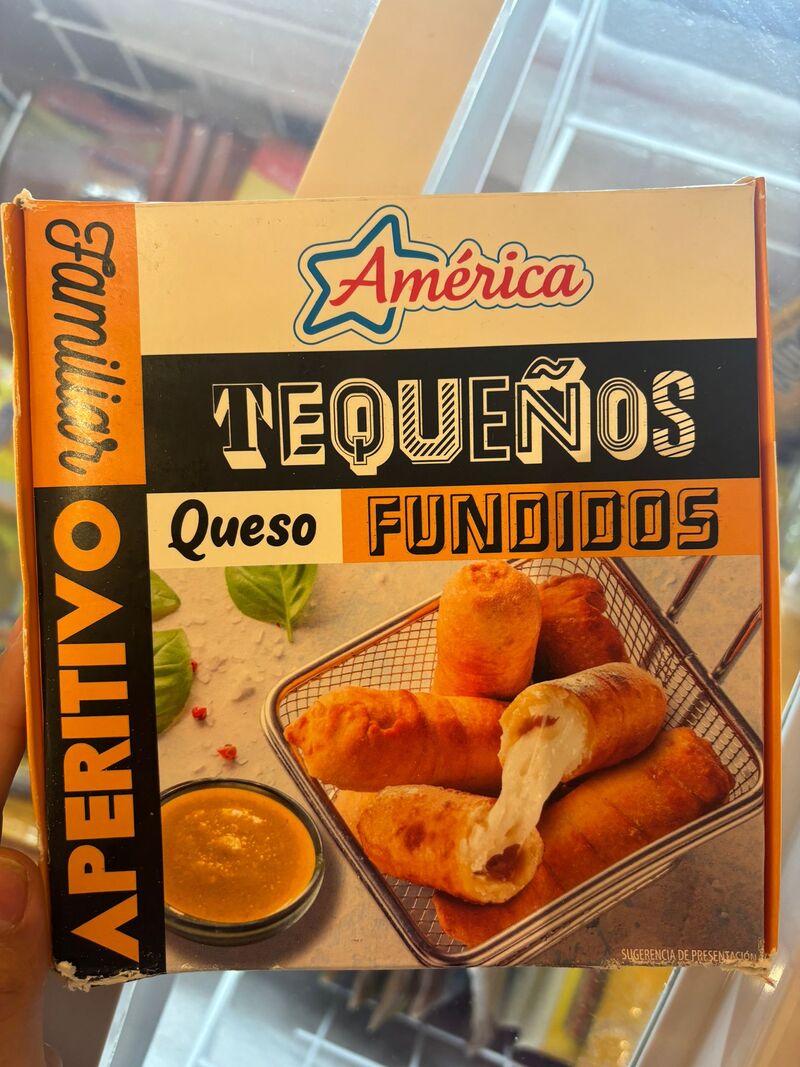 América
Familiar
APERITIVO
TEQUEÑOS
Queso FUNDIDOS
SUGERENCIA DE PRESENTACIÓN